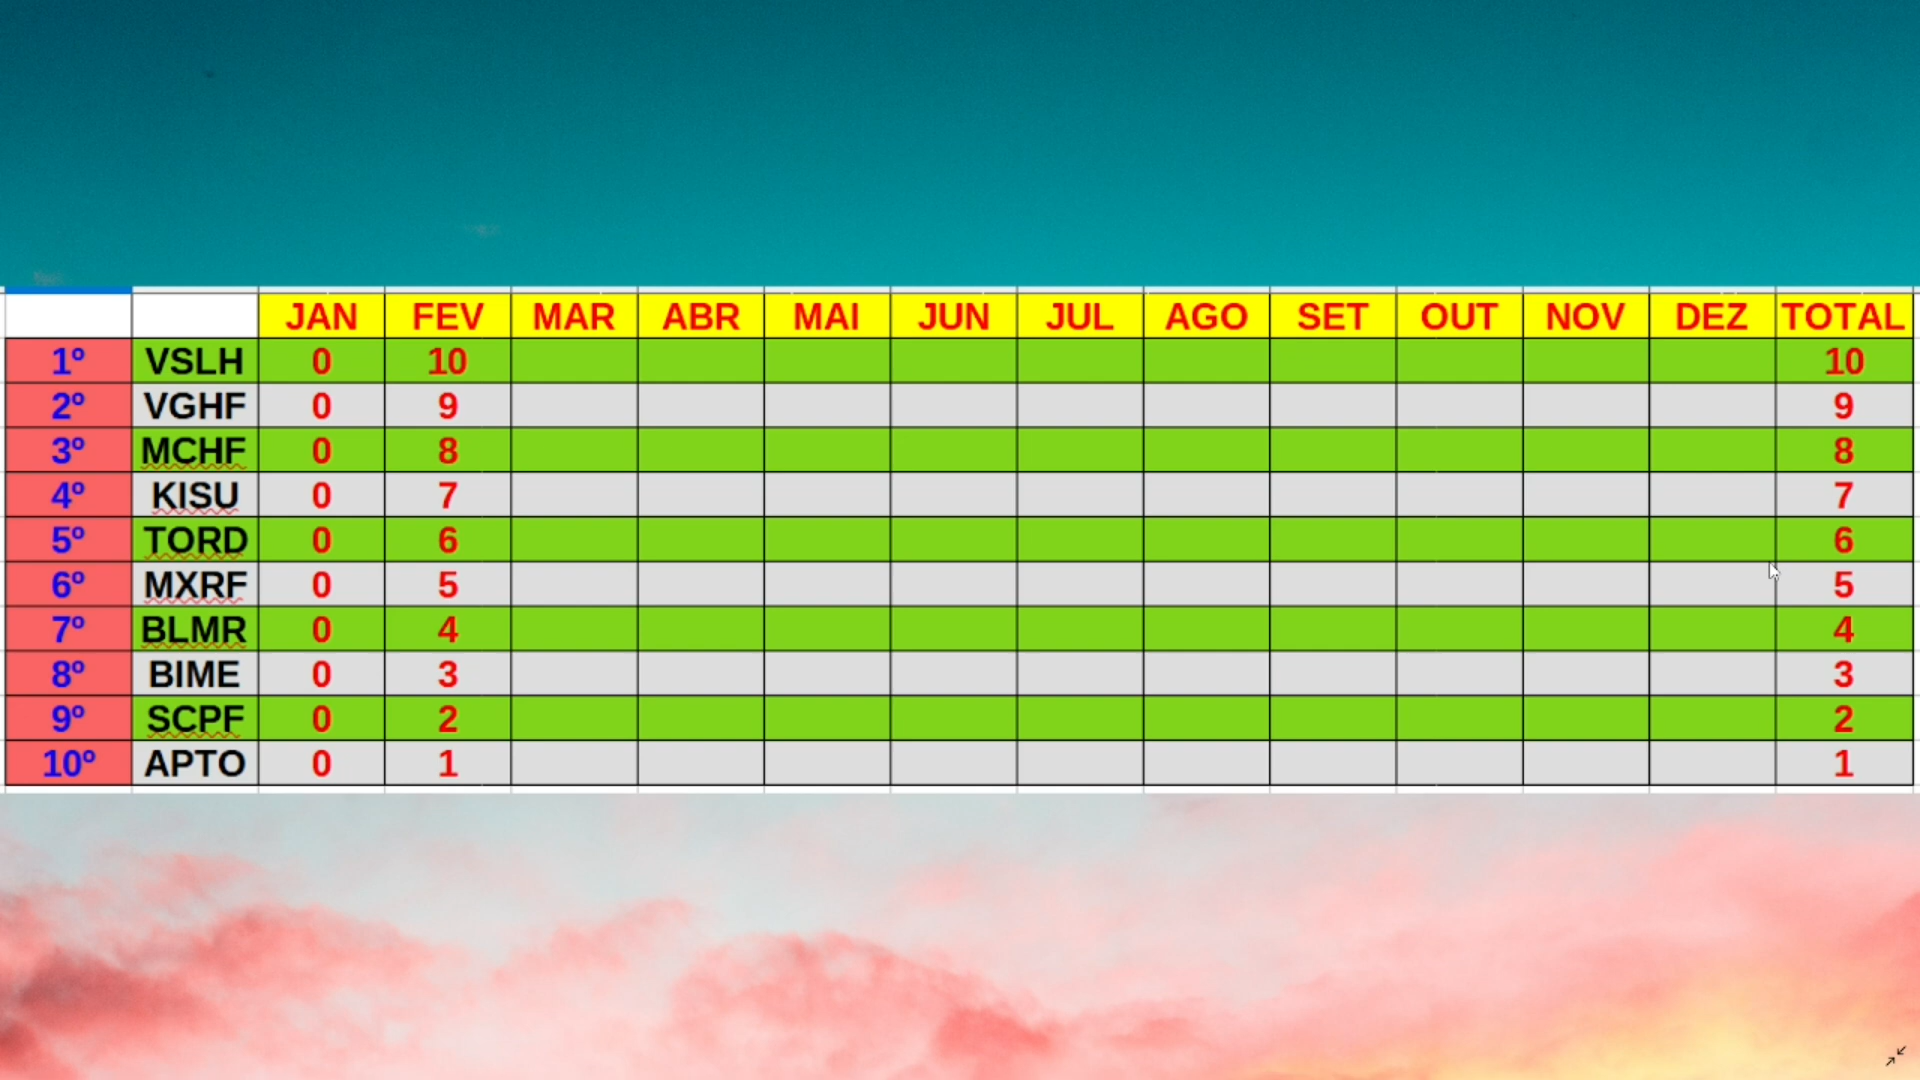 JAN FEV MAR ABR MAI JUN JUL AGO SET OUT NOV DEZ TOTAL
1º VSLH 0 10 10
2º VGHF 0 9 9
3º MCHF 0 8 8
4º KISU 0 7 7
5º TORD 0 6 6
6º MXRF 0 5 5
7º BLMR 0 4 4
8º BIME 0 3 3
9º SCPF 0 2 2
10º APTO 0 1 1